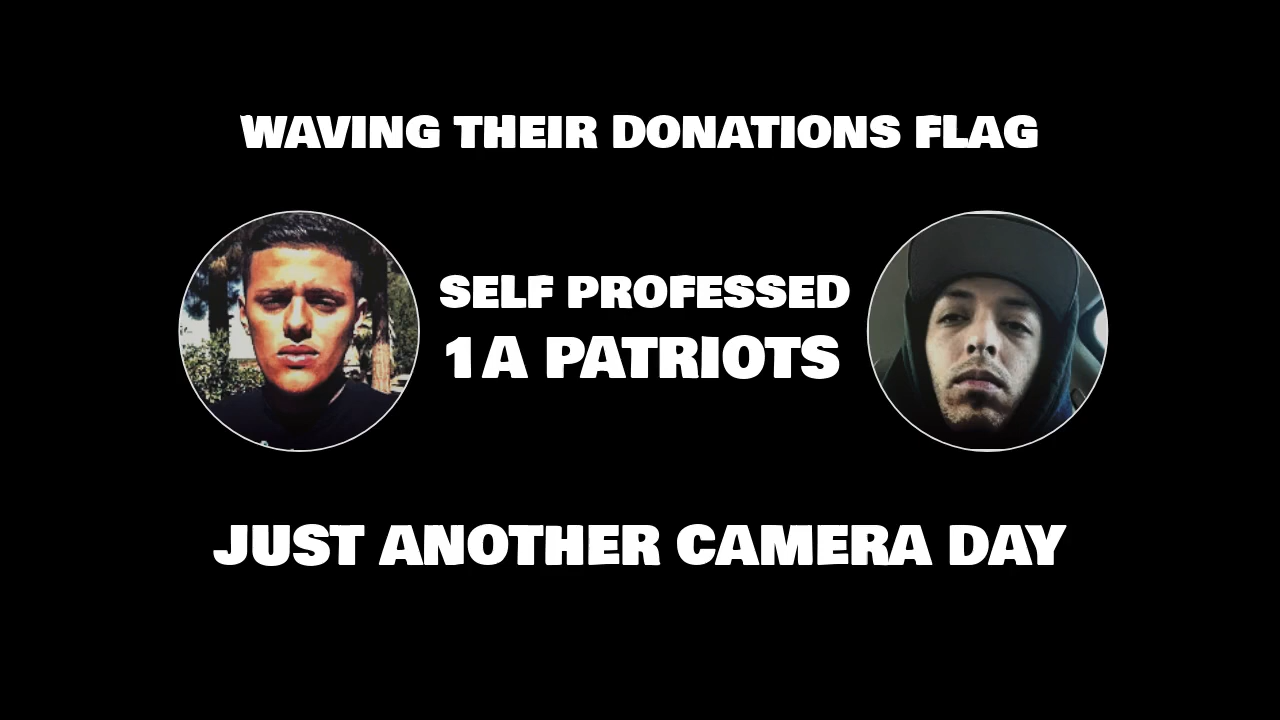 WAVING THEIR DONATIONS FLAG
SELF PROFESSED
1A PATRIOTS
JUST ANOTHER CAMERA DAY